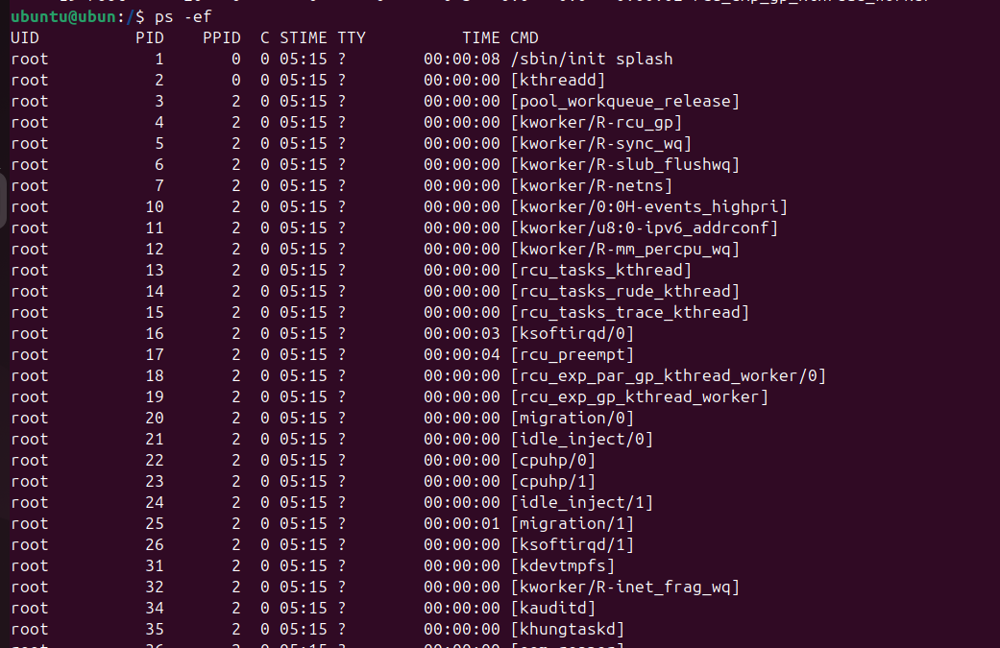 ubuntu@ubun:/$ ps -ef
UID          PID    PPID  C STIME TTY          TIME CMD
root           1       0  0 05:15 ?        00:00:08 /sbin/init splash
root           2       0  0 05:15 ?        00:00:00 [kthreadd]
root           3       2  0 05:15 ?        00:00:00 [pool_workqueue_release]
root           4       2  0 05:15 ?        00:00:00 [kworker/R-rcu_gp]
root           5       2  0 05:15 ?        00:00:00 [kworker/R-sync_wq]
root           6       2  0 05:15 ?        00:00:00 [kworker/R-slub_flushwq]
root           7       2  0 05:15 ?        00:00:00 [kworker/R-netns]
root          10       2  0 05:15 ?        00:00:00 [kworker/0:0H-events_highpri]
root          11       2  0 05:15 ?        00:00:00 [kworker/u8:0-ipv6_addrconf]
root          12       2  0 05:15 ?        00:00:00 [kworker/R-mm_percpu_wq]
root          13       2  0 05:15 ?        00:00:00 [rcu_tasks_kthread]
root          14       2  0 05:15 ?        00:00:00 [rcu_tasks_rude_kthread]
root          15       2  0 05:15 ?        00:00:00 [rcu_tasks_trace_kthread]
root          16       2  0 05:15 ?        00:00:03 [ksoftirqd/0]
root          17       2  0 05:15 ?        00:00:04 [rcu_preempt]
root          18       2  0 05:15 ?        00:00:00 [rcu_exp_par_gp_kthread_worker/0]
root          19       2  0 05:15 ?        00:00:00 [rcu_exp_gp_kthread_worker]
root          20       2  0 05:15 ?        00:00:00 [migration/0]
root          21       2  0 05:15 ?        00:00:00 [idle_inject/0]
root          22       2  0 05:15 ?        00:00:00 [cpuhp/0]
root          23       2  0 05:15 ?        00:00:00 [cpuhp/1]
root          24       2  0 05:15 ?        00:00:00 [idle_inject/1]
root          25       2  0 05:15 ?        00:00:01 [migration/1]
root          26       2  0 05:15 ?        00:00:00 [ksoftirqd/1]
root          31       2  0 05:15 ?        00:00:00 [kdevtmpfs]
root          32       2  0 05:15 ?        00:00:00 [kworker/R-inet_frag_wq]
root          34       2  0 05:15 ?        00:00:00 [kauditd]
root          35       2  0 05:15 ?        00:00:00 [khungtaskd]